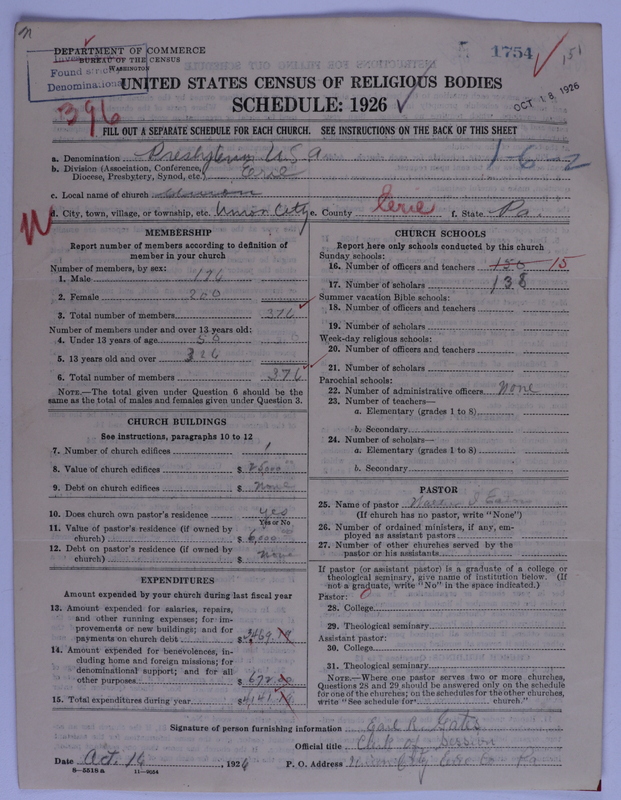 DEPARTMENT OF COMMERCE
BUREAU OF THE CENSUS
WASHINGTON
Found
Denominational
1754
151
OCT 18 1926
UNITED STATES CENSUS OF RELIGIOUS BODIES
SCHEDULE: 1926
396
FILL OUT A SEPARATE SCHEDULE FOR EACH CHURCH. SEE INSTRUCTIONS ON THE BACK OF THIS SHEET
a. Denomination Presbytery U S A
1-6-2
b. Division (Association, Conference, Diocese, Presbytery, Synod, etc.) Erie
c. Local name of church
d. City, town, village, or township, etc. Union City e. County Erie f. State Pa.
MEMBERSHIP
Report number of members according to definition of
member in your church
Number of members, by sex:
1. Male 176
2. Female 200
3. Total number of members 376
Number of members under and over 13 years old:
4. Under 13 years of age 50
5. 13 years old and over 326
6. Total number of members 376
NOTE.—The total given under Question 6 should be
same as the total of males and females given under Question 3.
CHURCH BUILDINGS
See instructions, paragraphs 10 to 12
7. Number of church edifices 1
8. Value of church edifices $
9. Debt on church edifices $ None
10. Does church own pastor's residence yes
Yes or No
11. Value of pastor's residence (if owned by
church) $ 6,000
12. Debt on pastor's residence (if owned by
church) $ None
EXPENDITURES
Amount expended by your church during last fiscal year
13. Amount expended for salaries, repairs,
and other running expenses; for im-
provements or new buildings; and for
payments on church debt $ 3469
14. Amount expended for benevolences, in-
cluding home and foreign missions; for
denominational support; and for all
other purposes $ 672
15. Total expenditures during year $ 4141
CHURCH SCHOOLS
Report here only schools conducted by this church
Sunday schools:
16. Number of officers and teachers 150 15
17. Number of scholars 138
Summer vacation Bible schools:
18. Number of officers and teachers
19. Number of scholars
Week-day religious schools:
20. Number of officers and teachers
21. Number of scholars
Parochial schools:
22. Number of administrative officers None
23. Number of teachers—
a. Elementary (grades 1 to 8)
b. Secondary
24. Number of scholars—
a. Elementary (grades 1 to 8)
b. Secondary
PASTOR
25. Name of pastor
(If church has no pastor, write "None")
26. Number of ordained ministers, if any, em-
ployed as assistant pastors
27. Number of other churches served by the
pastor or his assistants
If pastor (or assistant pastor) is a graduate of a college or
theological seminary, give name of institution below. (If
not a graduate, write "No" in the space indicated.)
Pastor:
28. College
29. Theological seminary
Assistant pastor:
30. College
31. Theological seminary
NOTE.—Where one pastor serves two or more churches,
Questions 28 and 29 should be answered only on the schedule
for one of the churches; on the schedules for the other churches,
write "See schedule for church."
Signature of person furnishing information Earl R. Gates
Official title Clerk of Session
Date Oct. 14, 1926 P. O. Address Union City Erie Co Pa
8—5518a 11—9054